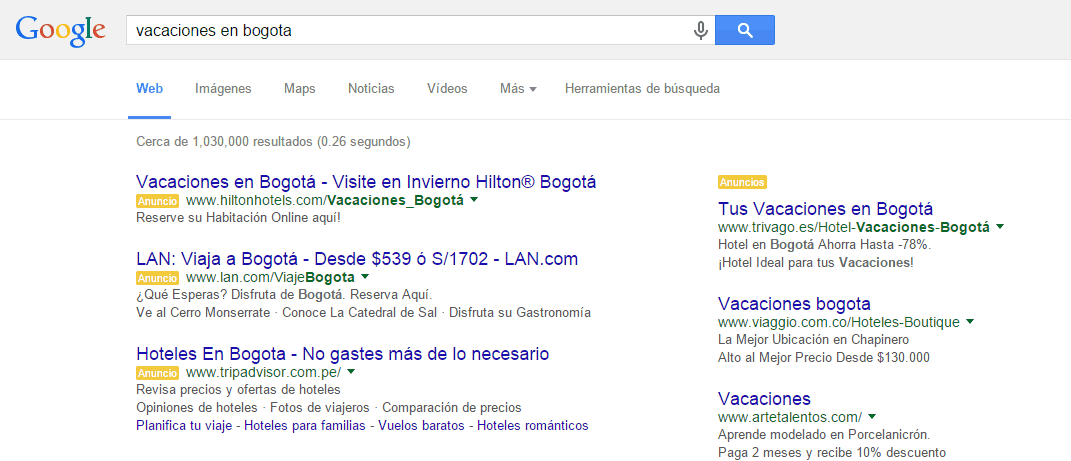 Google
vacaciones en bogota
Web Imágenes Maps Noticias Vídeos Más Herramientas de búsqueda
Cerca de 1,030,000 resultados (0.26 segundos)
Vacaciones en Bogotá - Visite en Invierno Hilton® Bogotá
Anuncio www.hiltonhotels.com/Vacaciones_Bogotá
Reserve su Habitación Online aquí!
LAN: Viaja a Bogotá - Desde $539 ó S/1702 - LAN.com
Anuncio www.lan.com/ViajeBogota
¿Qué Esperas? Disfruta de Bogotá. Reserva Aquí.
Ve al Cerro Monserrate · Conoce La Catedral de Sal · Disfruta su Gastronomía
Hoteles En Bogota - No gastes más de lo necesario
Anuncio www.tripadvisor.com.pe/
Revisa precios y ofertas de hoteles
Opiniones de hoteles · Fotos de viajeros · Comparación de precios
Planifica tu viaje - Hoteles para familias - Vuelos baratos - Hoteles románticos
Anuncios
Tus Vacaciones en Bogotá
www.trivago.es/Hotel-Vacaciones-Bogotá
Hotel en Bogotá Ahorra Hasta -78%.
¡Hotel Ideal para tus Vacaciones!
Vacaciones bogota
www.viaggio.com.co/Hoteles-Boutique
La Mejor Ubicación en Chapinero
Alto al Mejor Precio Desde $130.000
Vacaciones
www.artetalentos.com/
Aprende modelado en Porcelanicrón.
Paga 2 meses y recibe 10% descuento